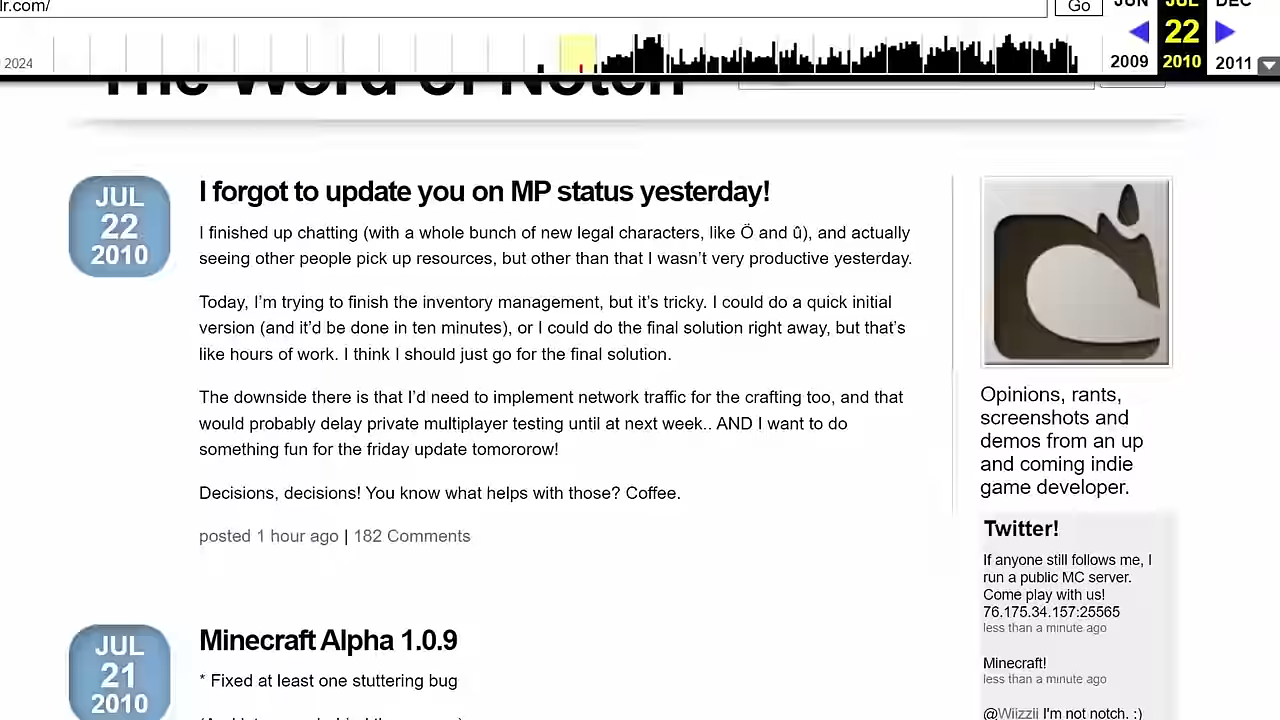 lr.com/
Go
JUN JUL DEC
22
2024
2009 2010 2011
The Word of Notch
JUL
22
2010
I forgot to update you on MP status yesterday!
I finished up chatting (with a whole bunch of new legal characters, like Ö and û), and actually
seeing other people pick up resources, but other than that I wasn’t very productive yesterday.
Today, I’m trying to finish the inventory management, but it’s tricky. I could do a quick initial
version (and it’d be done in ten minutes), or I could do the final solution right away, but that’s
like hours of work. I think I should just go for the final solution.
The downside there is that I’d need to implement network traffic for the crafting too, and that
would probably delay private multiplayer testing until at next week.. AND I want to do
something fun for the friday update tomororow!
Decisions, decisions! You know what helps with those? Coffee.
posted 1 hour ago | 182 Comments
Opinions, rants,
screenshots and
demos from an up
and coming indie
game developer.
Twitter!
If anyone still follows me, I
run a public MC server.
Come play with us!
76.175.34.157:25565
less than a minute ago
Minecraft!
less than a minute ago
@Wiizzii I'm not notch. :)
JUL
21
2010
Minecraft Alpha 1.0.9
* Fixed at least one stuttering bug